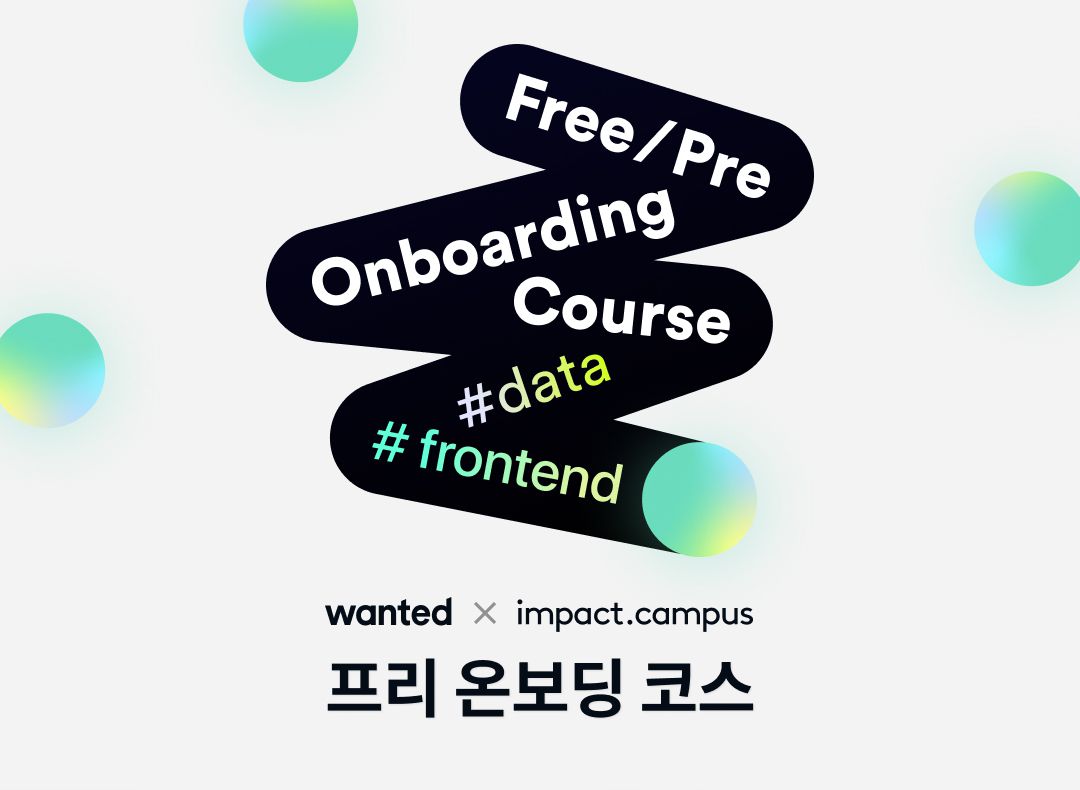 Free/Pre
Onboarding
Course
#data
# frontend
wanted × impact.campus
프리 온보딩 코스